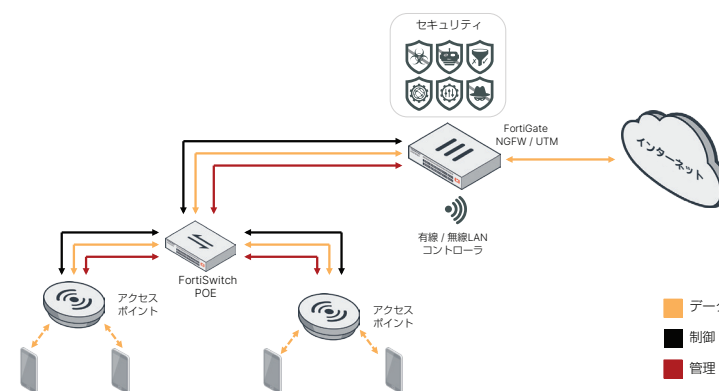 セキュリティ
FortiGate
NGFW / UTM
インターネット
有線 / 無線LAN
コントローラ
FortiSwitch
POE
アクセス
ポイント
アクセス
ポイント
制御
管理